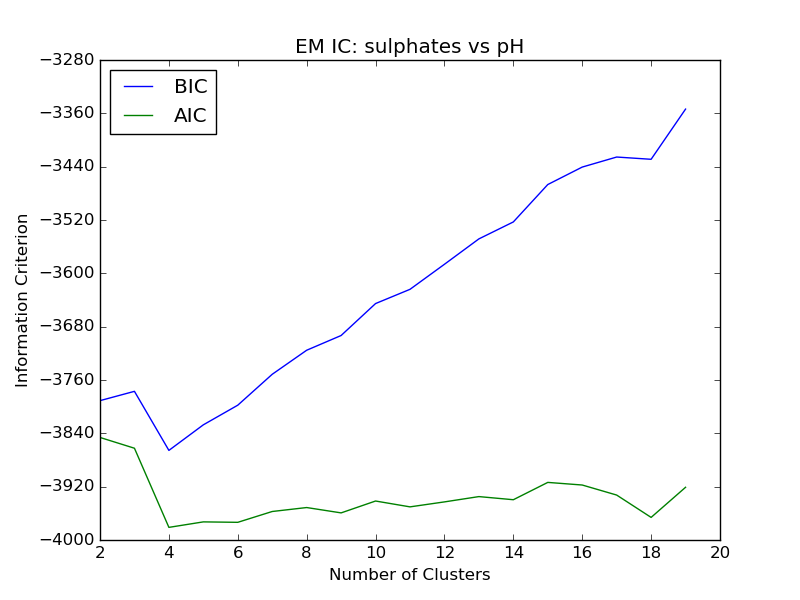 EM IC: sulphates vs pH
BIC
AIC
−3280
−3360
−3440
−3520
−3600
−3680
−3760
−3840
−3920
−4000
Information Criterion
2 4 6 8 10 12 14 16 18 20
Number of Clusters